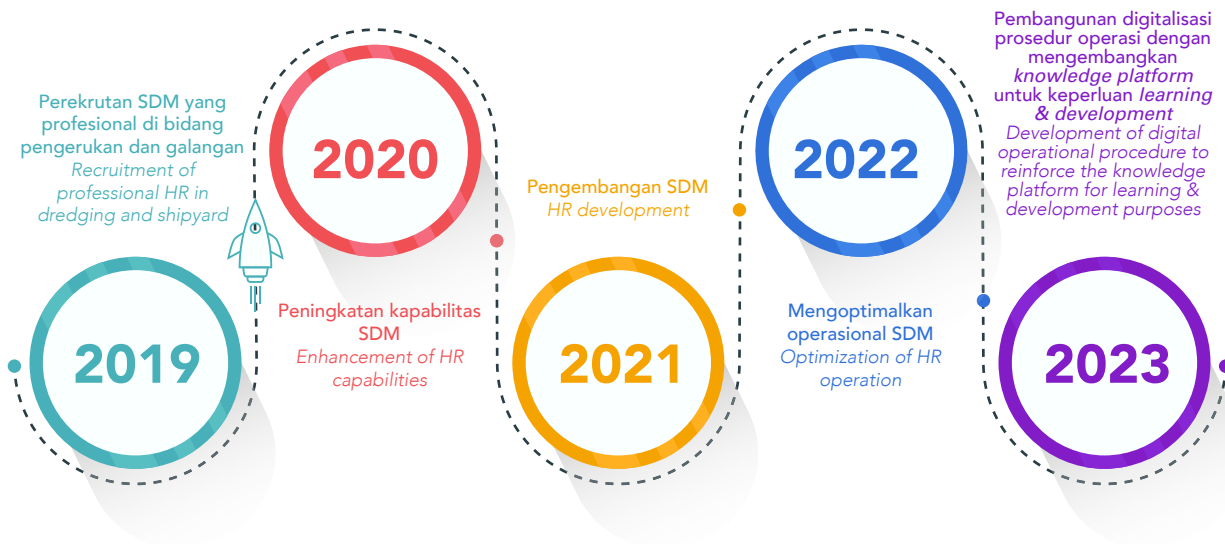 Perekrutan SDM yang
profesional di bidang
pengerukan dan galangan
Recruitment of
professional HR in
dredging and shipyard
2019
2020
Peningkatan kapabilitas
SDM
Enhancement of HR
capabilities
Pengembangan SDM
HR development
2021
2022
Mengoptimalkan
operasional SDM
Optimization of HR
operation
Pembangunan digitalisasi
prosedur operasi dengan
mengembangkan
knowledge platform
untuk keperluan learning
& development
Development of digital
operational procedure to
reinforce the knowledge
platform for learning &
development purposes
2023